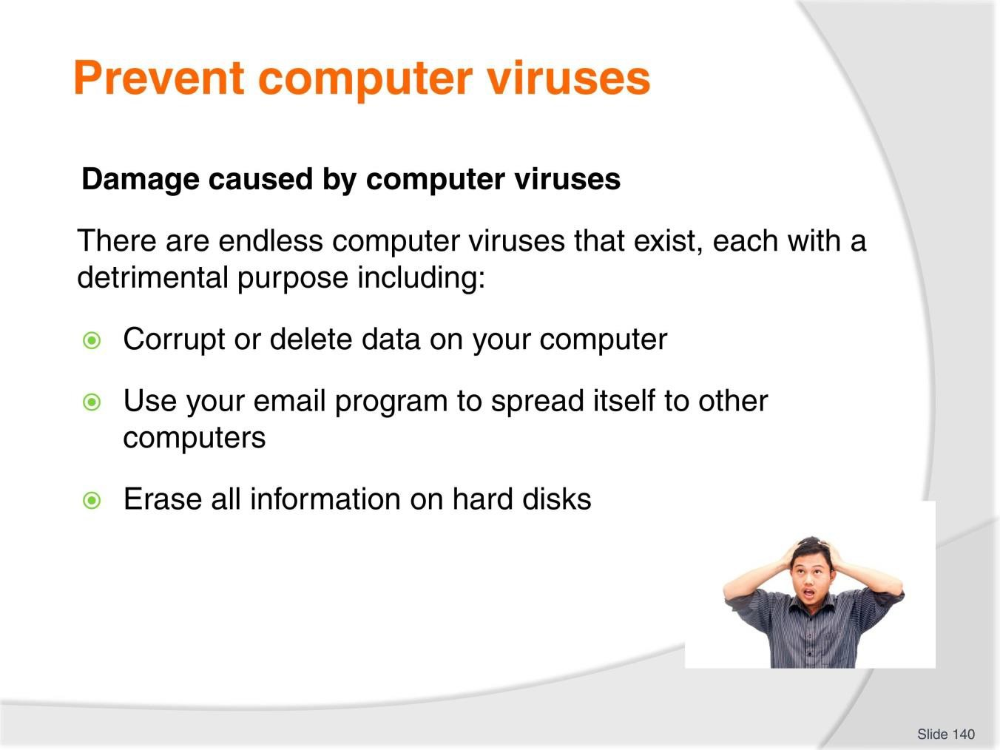 Prevent computer viruses
Damage caused by computer viruses
There are endless computer viruses that exist, each with a
detrimental purpose including:
Corrupt or delete data on your computer
Use your email program to spread itself to other
computers
Erase all information on hard disks
Slide 140